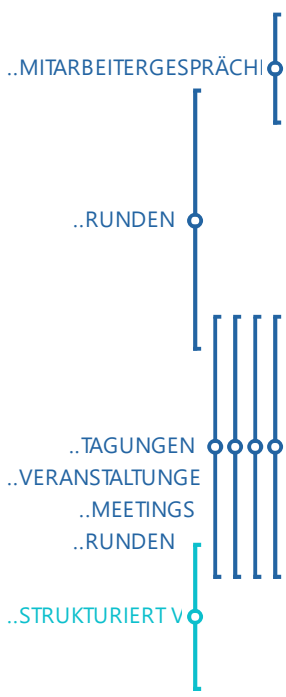 ..MITARBEITERGESPRÄCH
..RUNDEN
..TAGUNGEN
..VERANSTALTUNGE
..MEETINGS
..RUNDEN
..STRUKTURIERT V